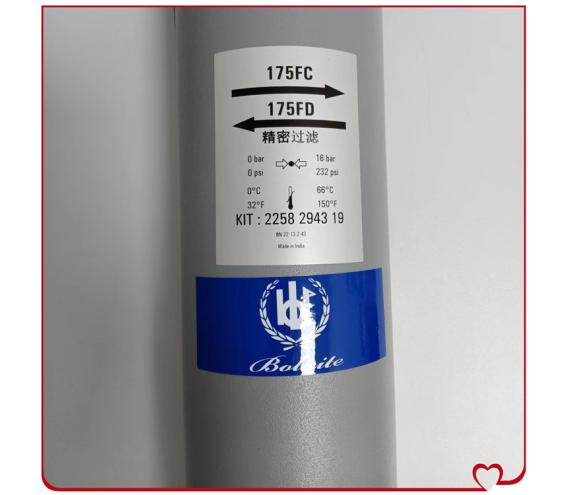 175FC
175FD
精密过滤
0 bar 16 bar
0 psi 232 psi
0°C 66°C
32°F 150°F
KIT : 2258 2943 19
BN 22 13 2 43
Made in India